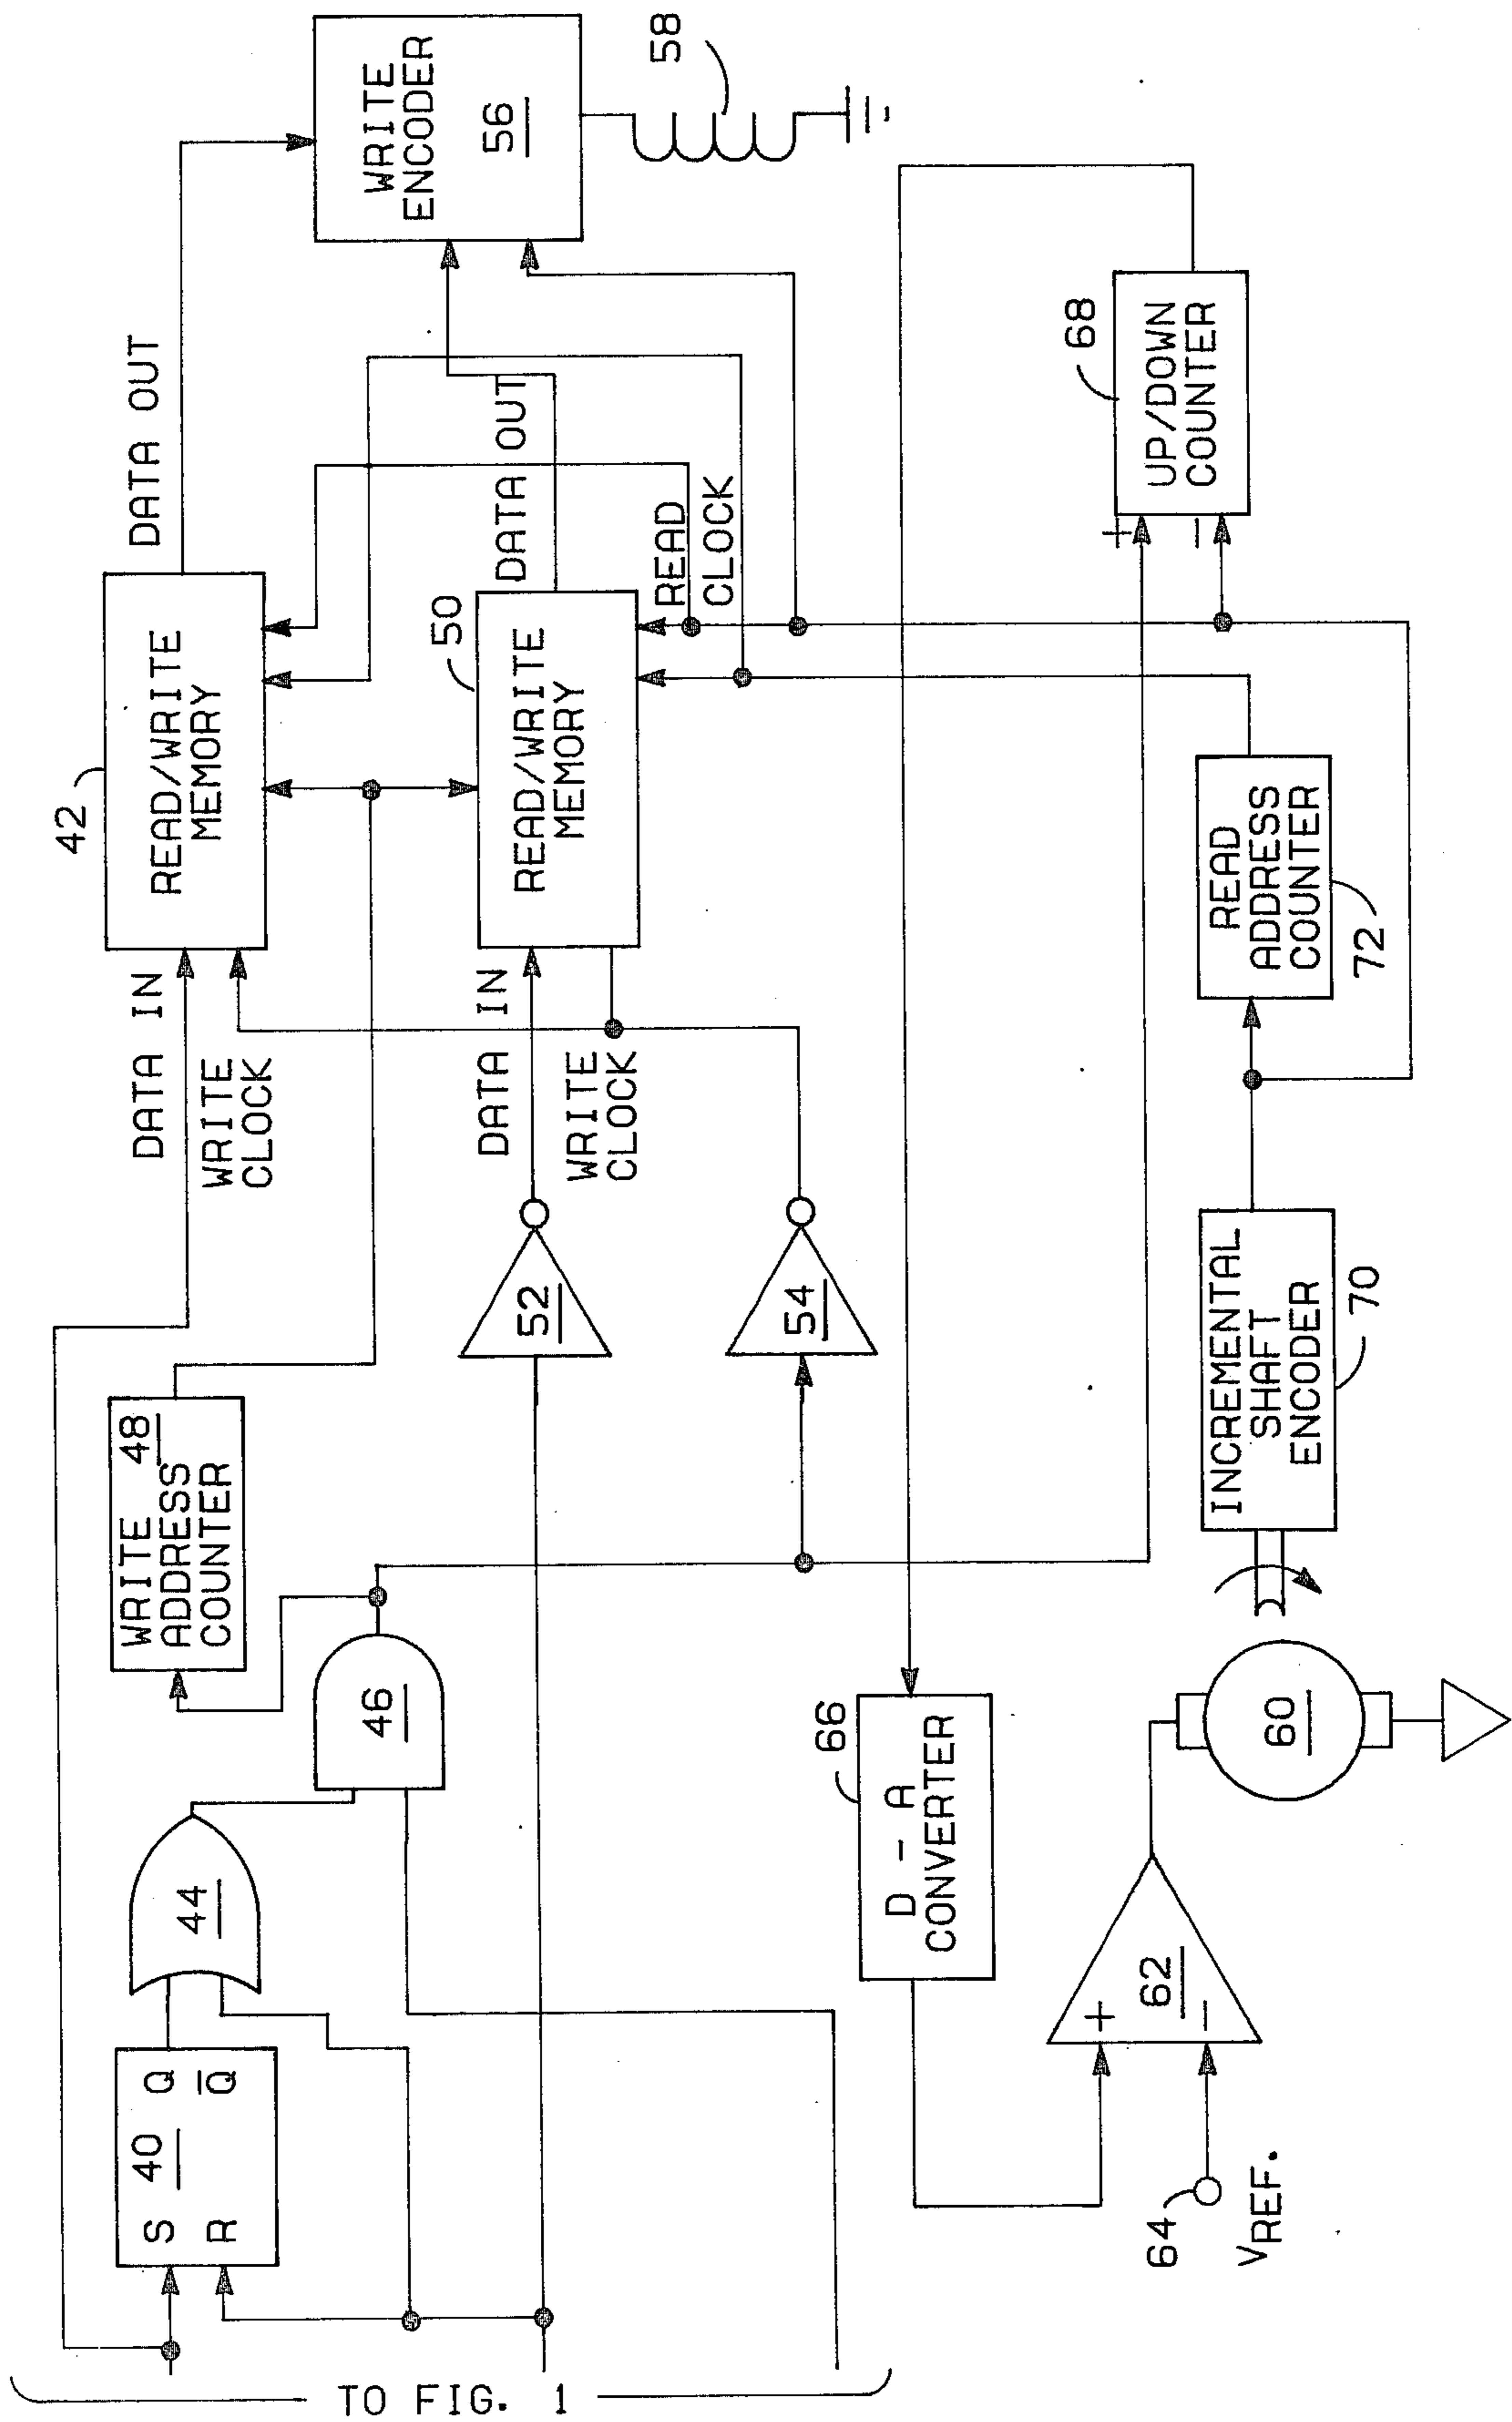 TO FIG. 1
S 40 Q
R Q̅
44
46
WRITE 48
ADDRESS
COUNTER
DATA IN
WRITE
CLOCK
42
READ/WRITE
MEMORY
DATA OUT
WRITE
ENCODER
56
58
52
54
DATA IN
WRITE
CLOCK
50
READ/WRITE
MEMORY
DATA OUT
READ
CLOCK
66
D - A
CONVERTER
68
+
-
UP/DOWN
COUNTER
64
VREF.
+
-
62
60
INCREMENTAL
SHAFT
ENCODER
70
READ
ADDRESS
COUNTER
72